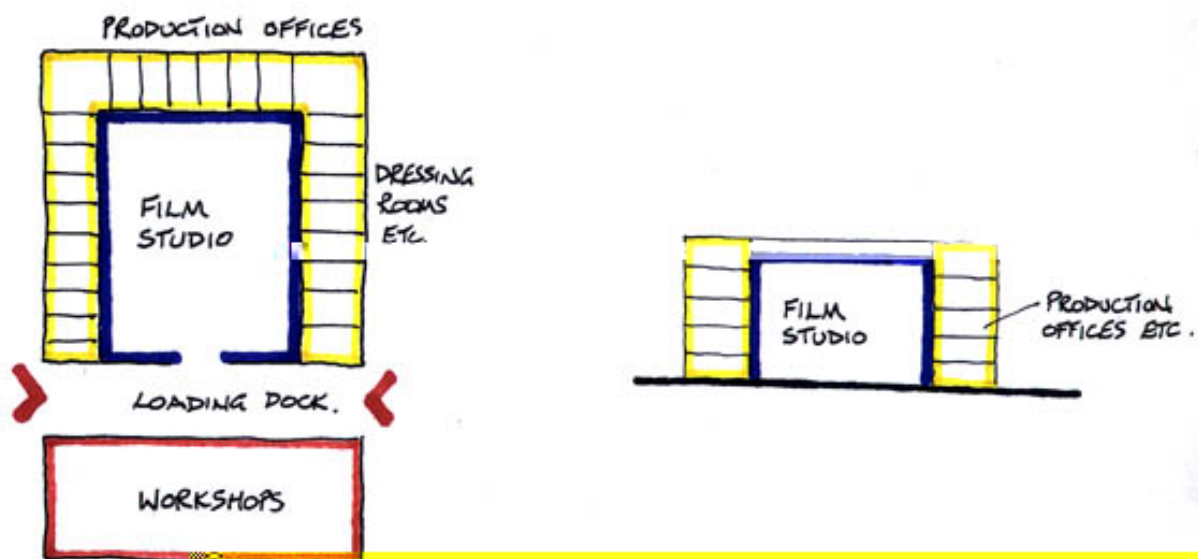 PRODUCTION OFFICES
FILM
STUDIO
DRESSING
ROOMS
ETC.
LOADING DOCK.
WORKSHOPS
FILM
STUDIO
PRODUCTION
OFFICES ETC.